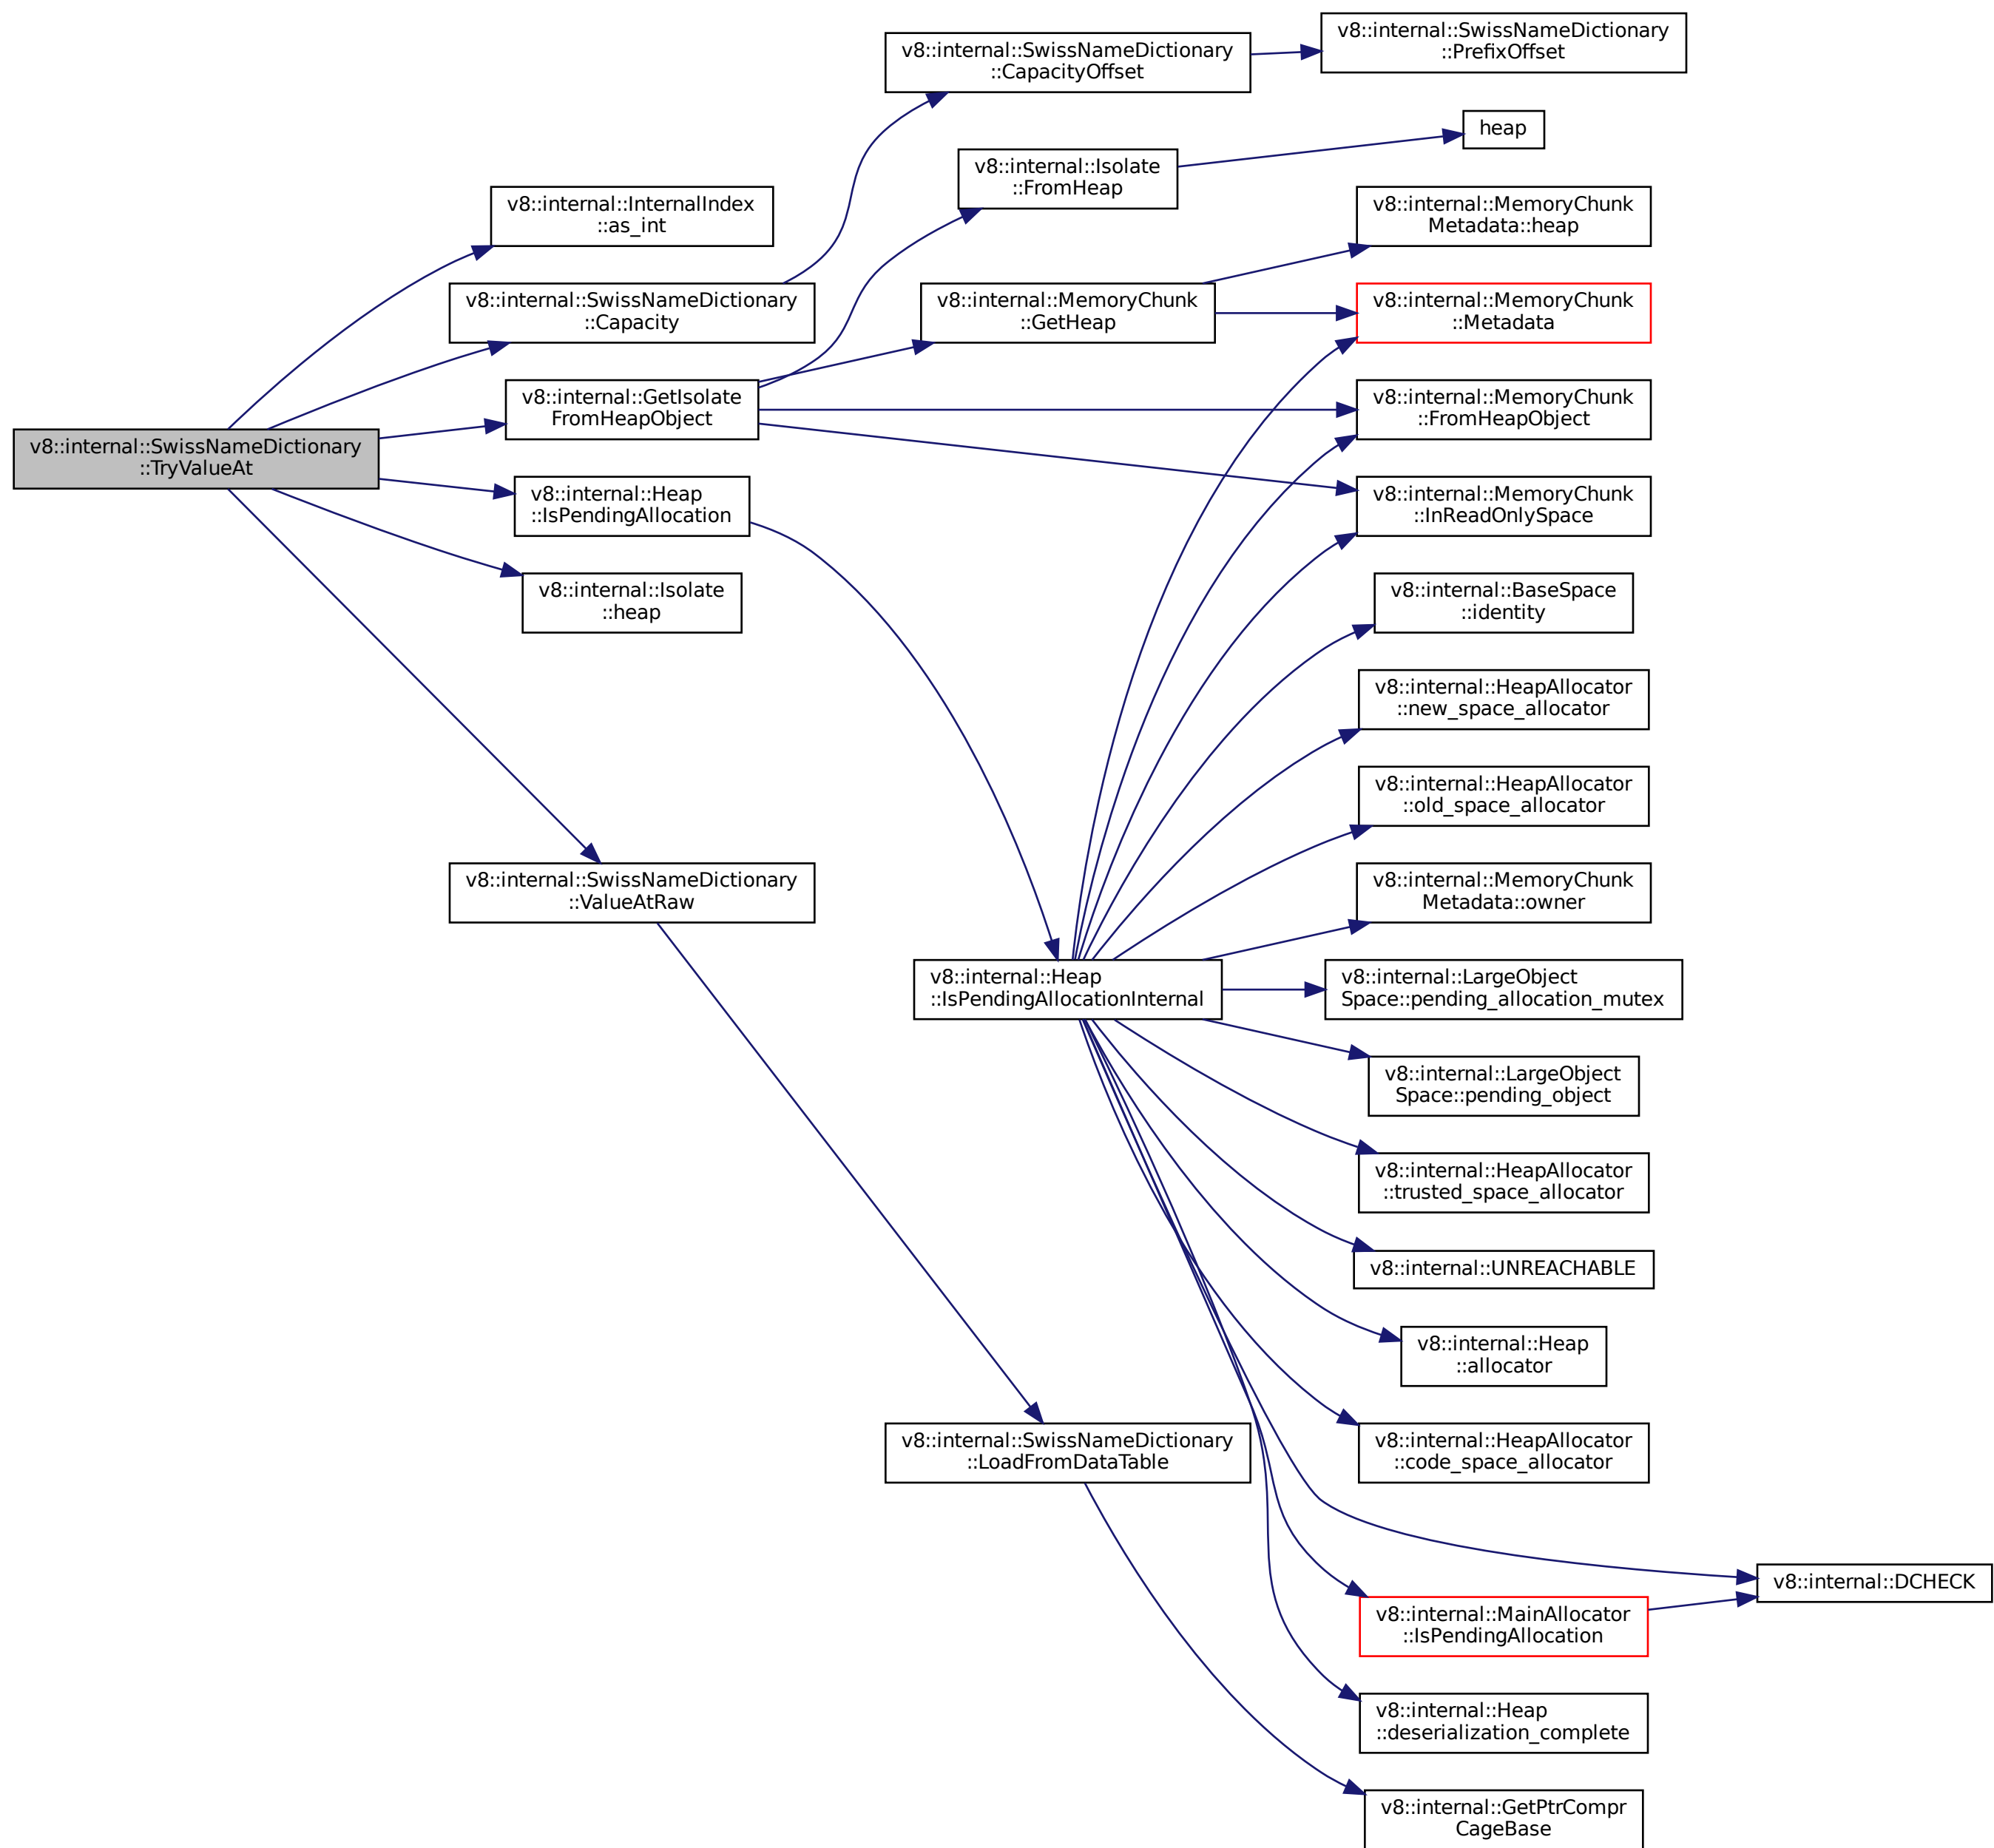 v8::internal::SwissNameDictionary
::TryValueAt
v8::internal::InternalIndex
::as_int
v8::internal::SwissNameDictionary
::Capacity
v8::internal::GetIsolate
FromHeapObject
v8::internal::Heap
::IsPendingAllocation
v8::internal::Isolate
::heap
v8::internal::SwissNameDictionary
::ValueAtRaw
v8::internal::SwissNameDictionary
::CapacityOffset
v8::internal::Isolate
::FromHeap
v8::internal::MemoryChunk
::GetHeap
v8::internal::Heap
::IsPendingAllocationInternal
v8::internal::SwissNameDictionary
::LoadFromDataTable
v8::internal::SwissNameDictionary
::PrefixOffset
heap
v8::internal::MemoryChunk
Metadata::heap
v8::internal::MemoryChunk
::Metadata
v8::internal::MemoryChunk
::FromHeapObject
v8::internal::MemoryChunk
::InReadOnlySpace
v8::internal::BaseSpace
::identity
v8::internal::HeapAllocator
::new_space_allocator
v8::internal::HeapAllocator
::old_space_allocator
v8::internal::MemoryChunk
Metadata::owner
v8::internal::LargeObject
Space::pending_allocation_mutex
v8::internal::LargeObject
Space::pending_object
v8::internal::HeapAllocator
::trusted_space_allocator
v8::internal::UNREACHABLE
v8::internal::Heap
::allocator
v8::internal::HeapAllocator
::code_space_allocator
v8::internal::MainAllocator
::IsPendingAllocation
v8::internal::Heap
::deserialization_complete
v8::internal::GetPtrCompr
CageBase
v8::internal::DCHECK